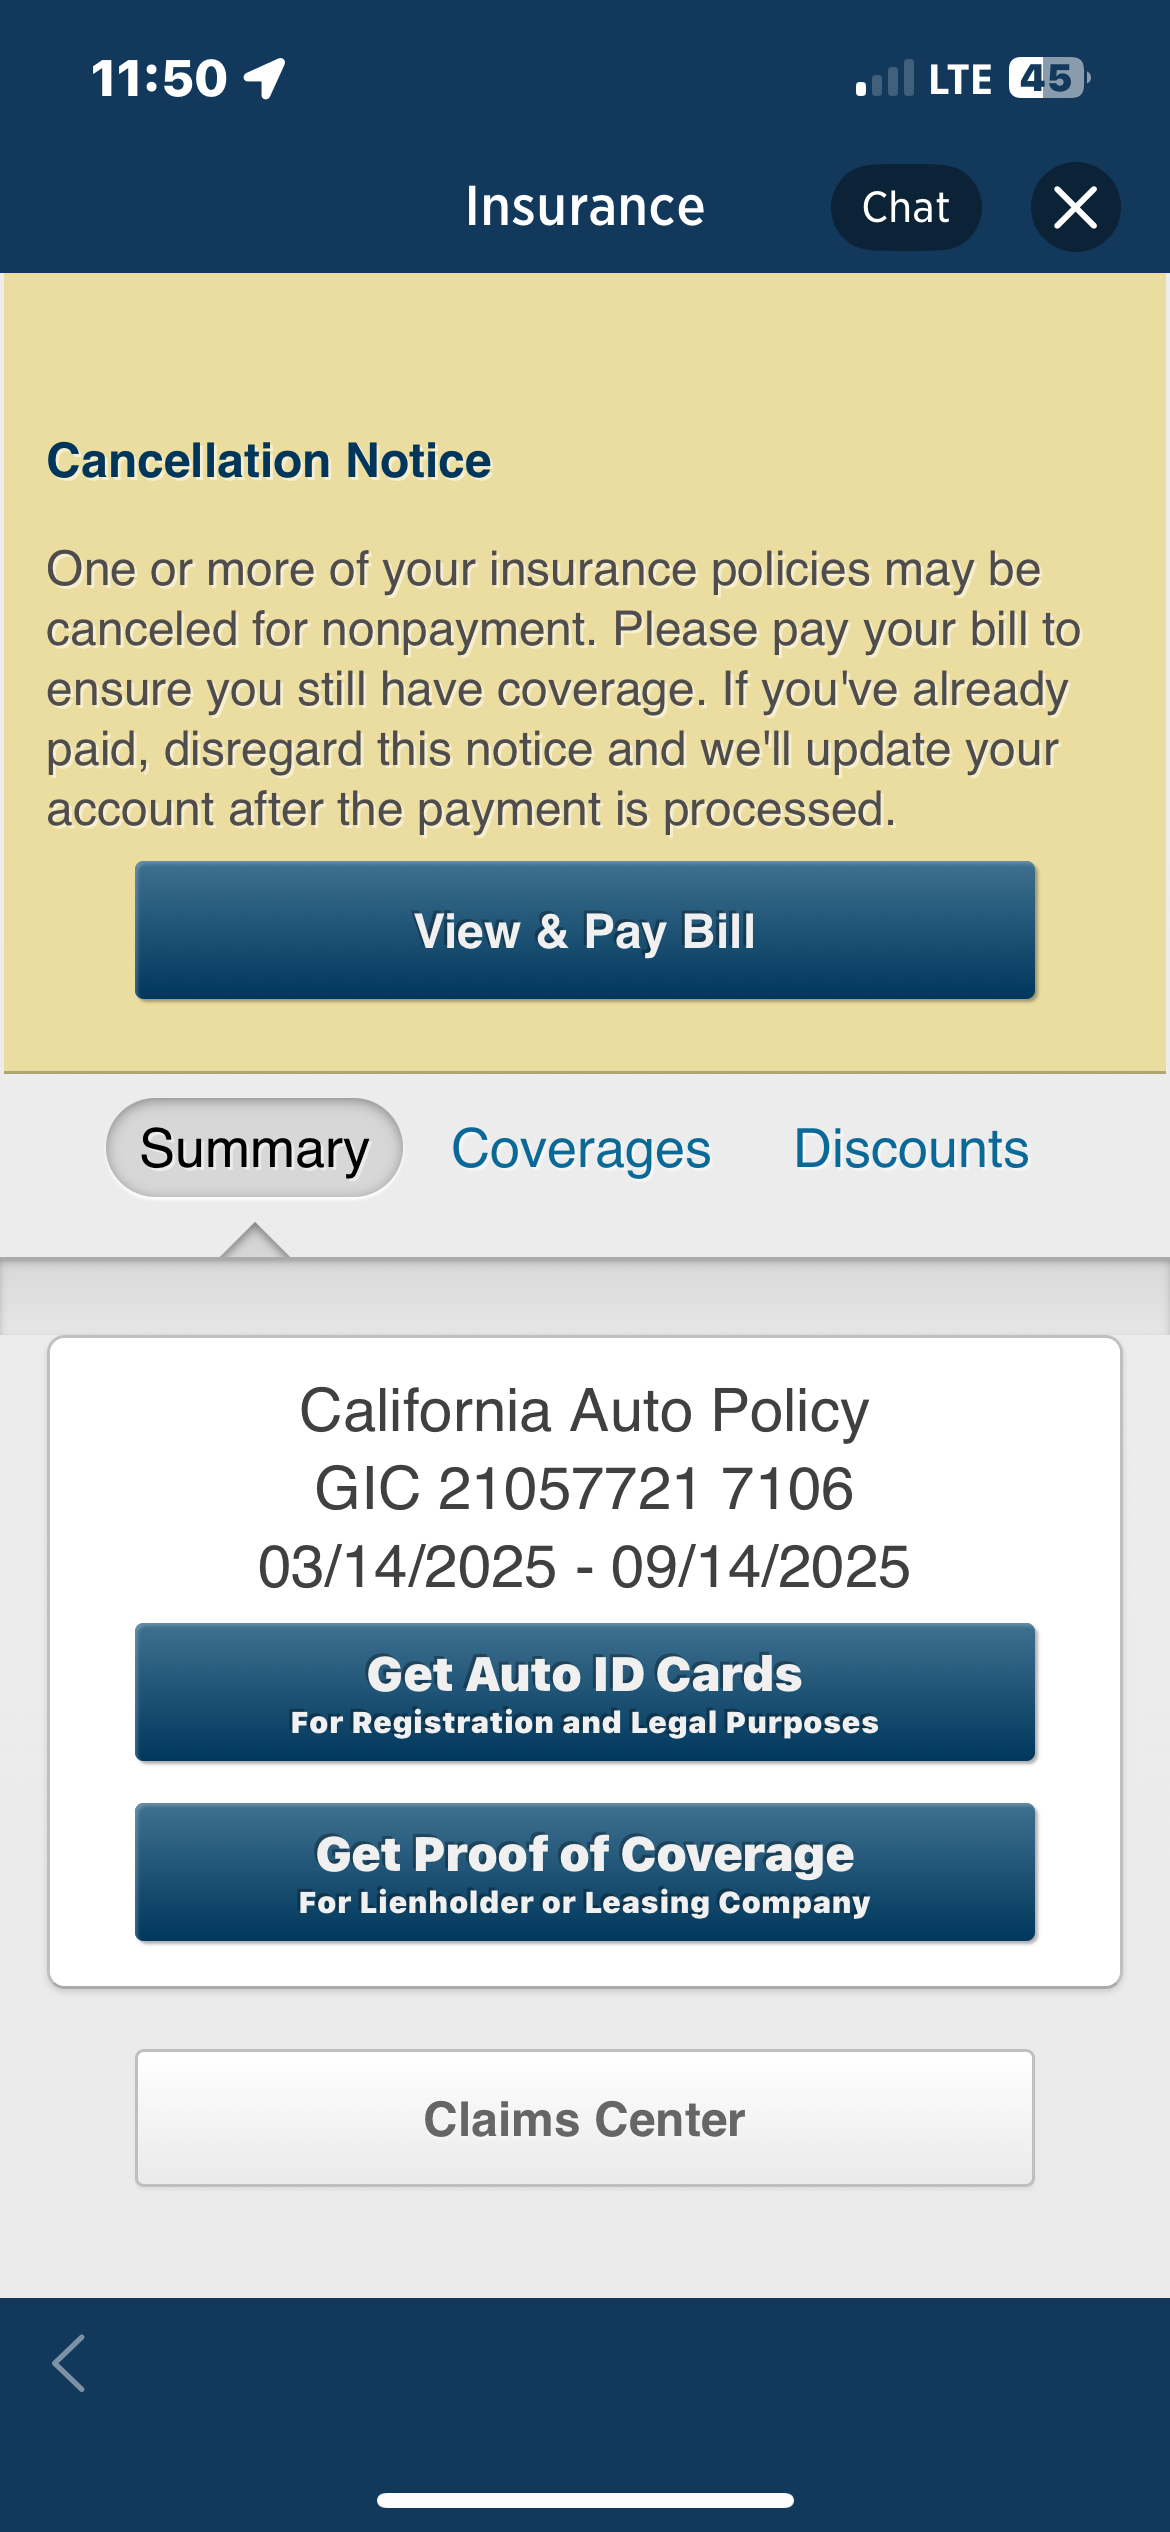 11:50
LTE 45
Insurance
Chat
Cancellation Notice
One or more of your insurance policies may be
canceled for nonpayment. Please pay your bill to
ensure you still have coverage. If you've already
paid, disregard this notice and we'll update your
account after the payment is processed.
View & Pay Bill
Summary
Coverages
Discounts
California Auto Policy
GIC 21057721 7106
03/14/2025 - 09/14/2025
Get Auto ID Cards
For Registration and Legal Purposes
Get Proof of Coverage
For Lienholder or Leasing Company
Claims Center